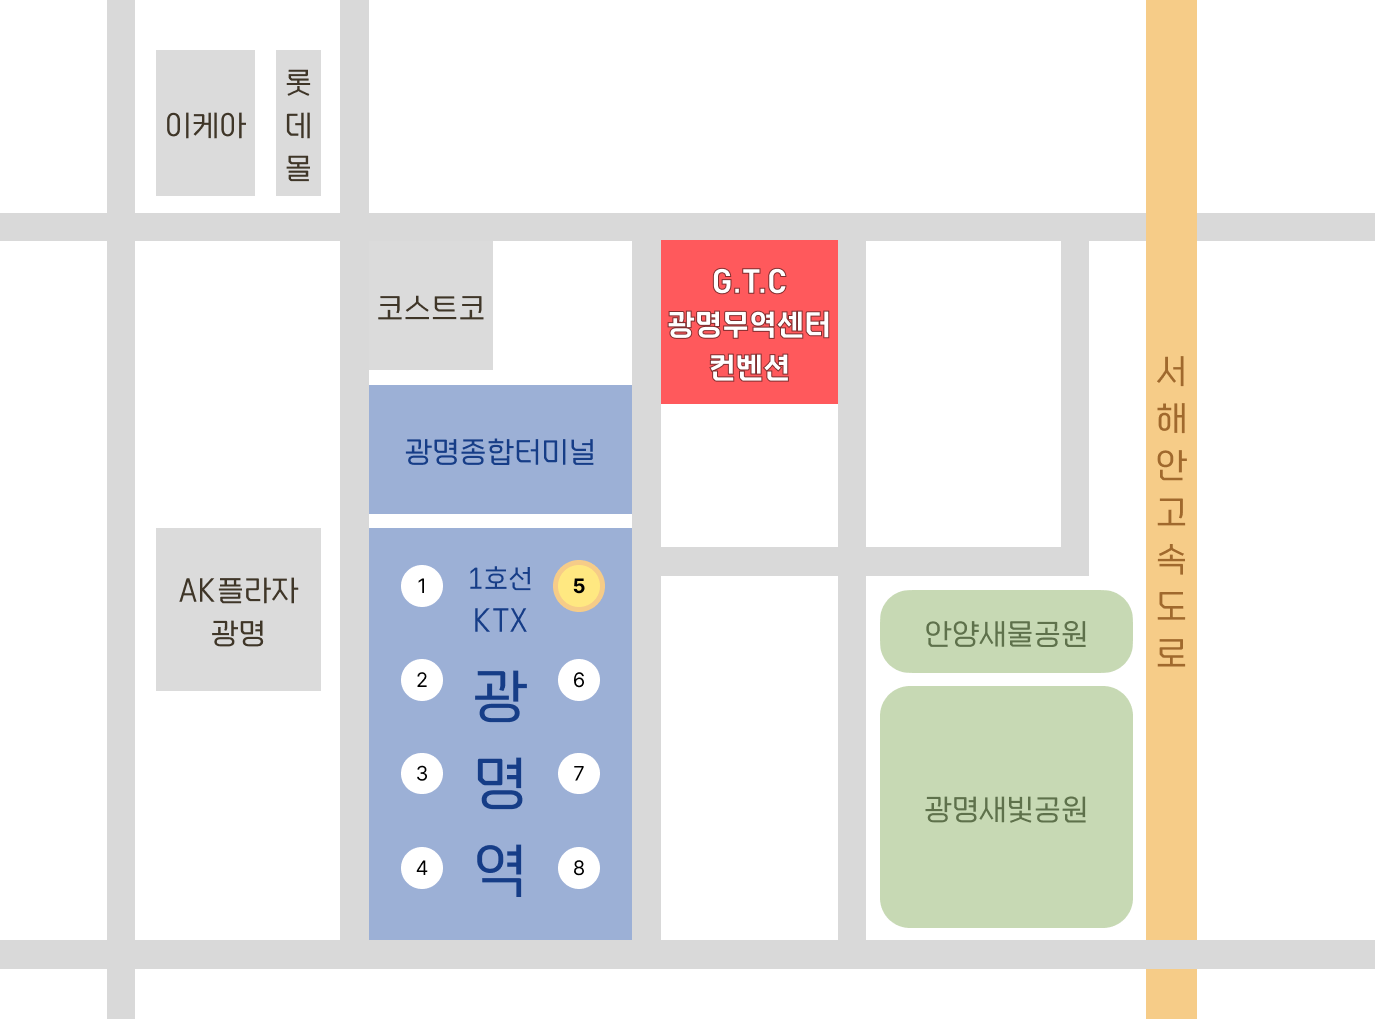 이케아
롯
데
몰
코스트코
G.T.C
광명무역센터
컨벤션
광명종합터미널
서
해
안
고
속
도
로
AK플라자
광명
1호선
KTX
광
명
역
1
5
2
6
3
7
4
8
안양새물공원
광명새빛공원